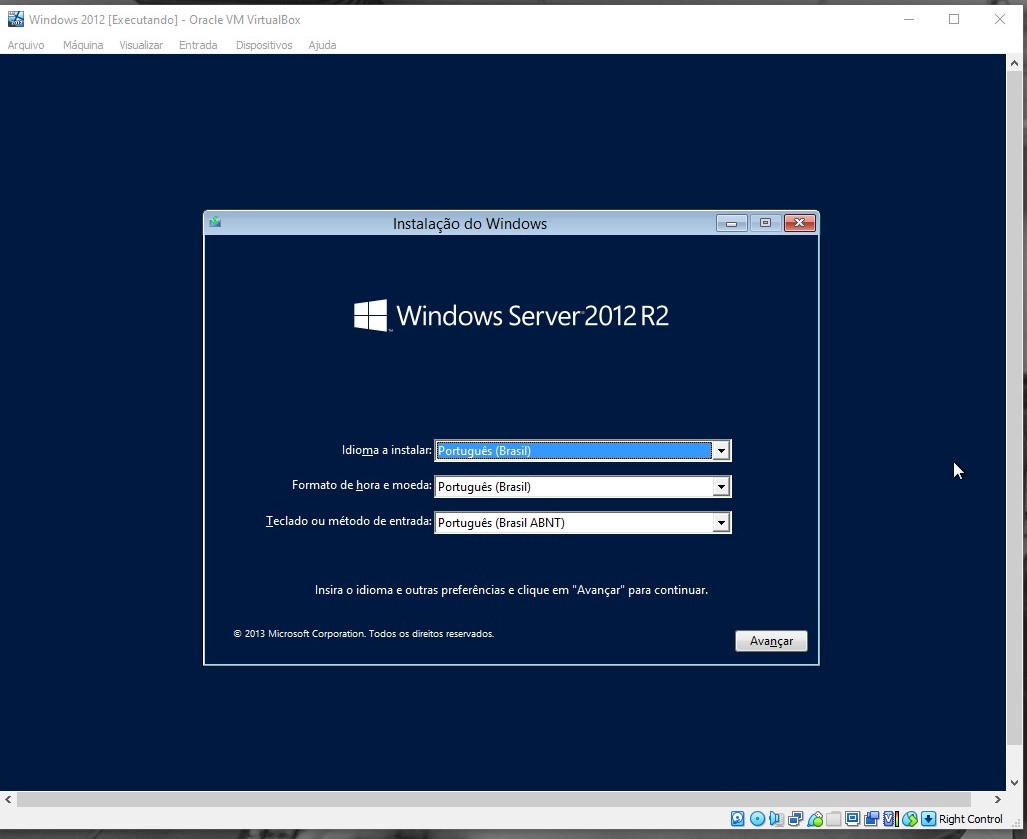 Windows 2012 [Executando] - Oracle VM VirtualBox
Arquivo Máquina Visualizar Entrada Dispositivos Ajuda
Instalação do Windows
Windows Server 2012 R2
Idioma a instalar: Português (Brasil)
Formato de hora e moeda: Português (Brasil)
Teclado ou método de entrada: Português (Brasil ABNT)
Insira o idioma e outras preferências e clique em "Avançar" para continuar.
© 2013 Microsoft Corporation. Todos os direitos reservados.
Avançar
Right Control